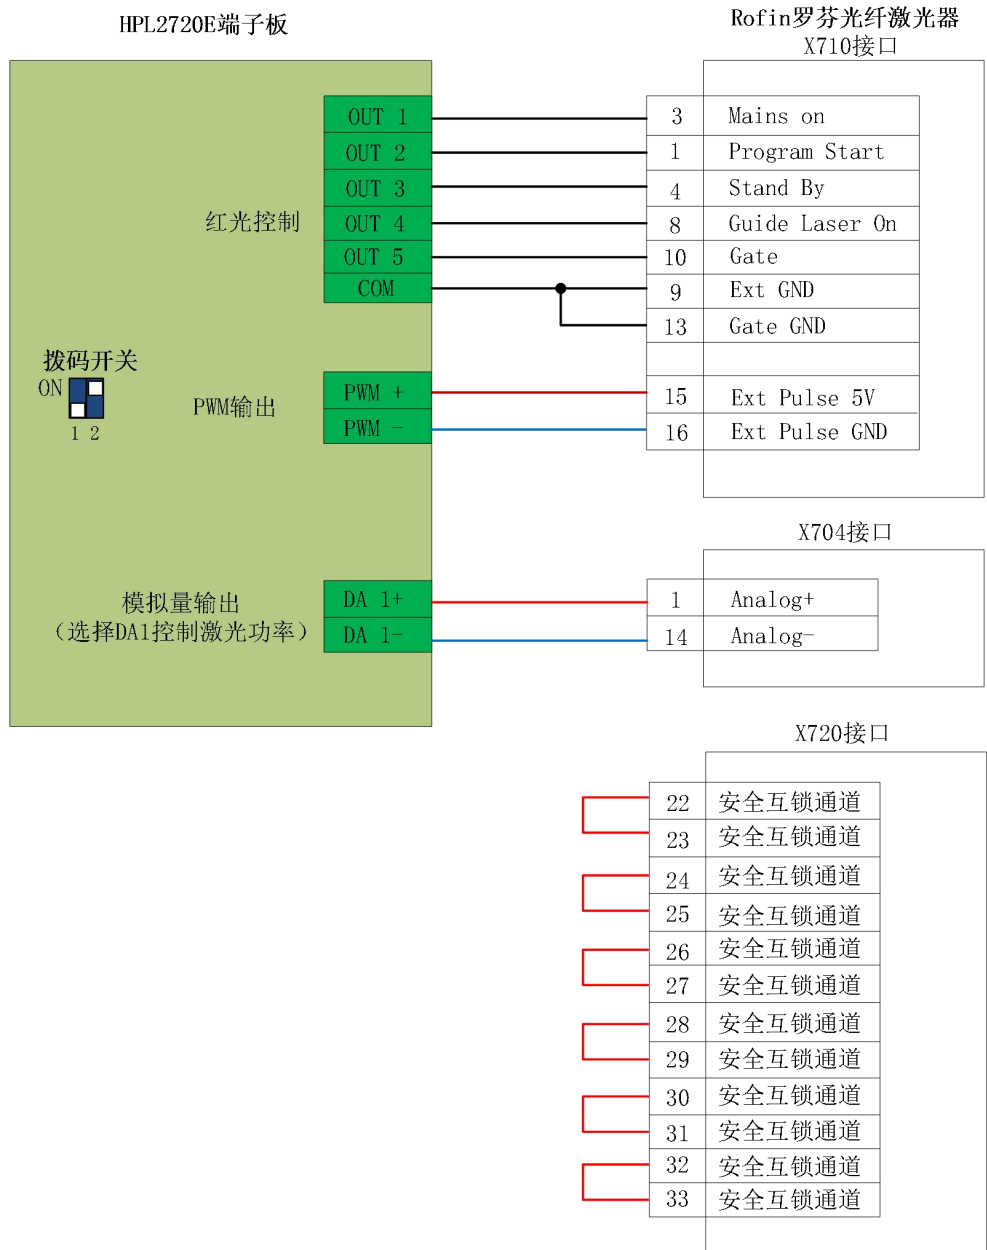 HPL2720E端子板
Rofin罗芬光纤激光器
X710接口
OUT 1
3
Mains on
OUT 2
1
Program Start
OUT 3
4
Stand By
红光控制
OUT 4
8
Guide Laser On
OUT 5
10
Gate
COM
9
Ext GND
13
Gate GND
拨码开关
ON
1 2
PWM输出
PWM +
15
Ext Pulse 5V
PWM -
16
Ext Pulse GND
X704接口
模拟量输出
（选择DA1控制激光功率）
DA 1+
1
Analog+
DA 1-
14
Analog-
X720接口
22
安全互锁通道
23
安全互锁通道
24
安全互锁通道
25
安全互锁通道
26
安全互锁通道
27
安全互锁通道
28
安全互锁通道
29
安全互锁通道
30
安全互锁通道
31
安全互锁通道
32
安全互锁通道
33
安全互锁通道